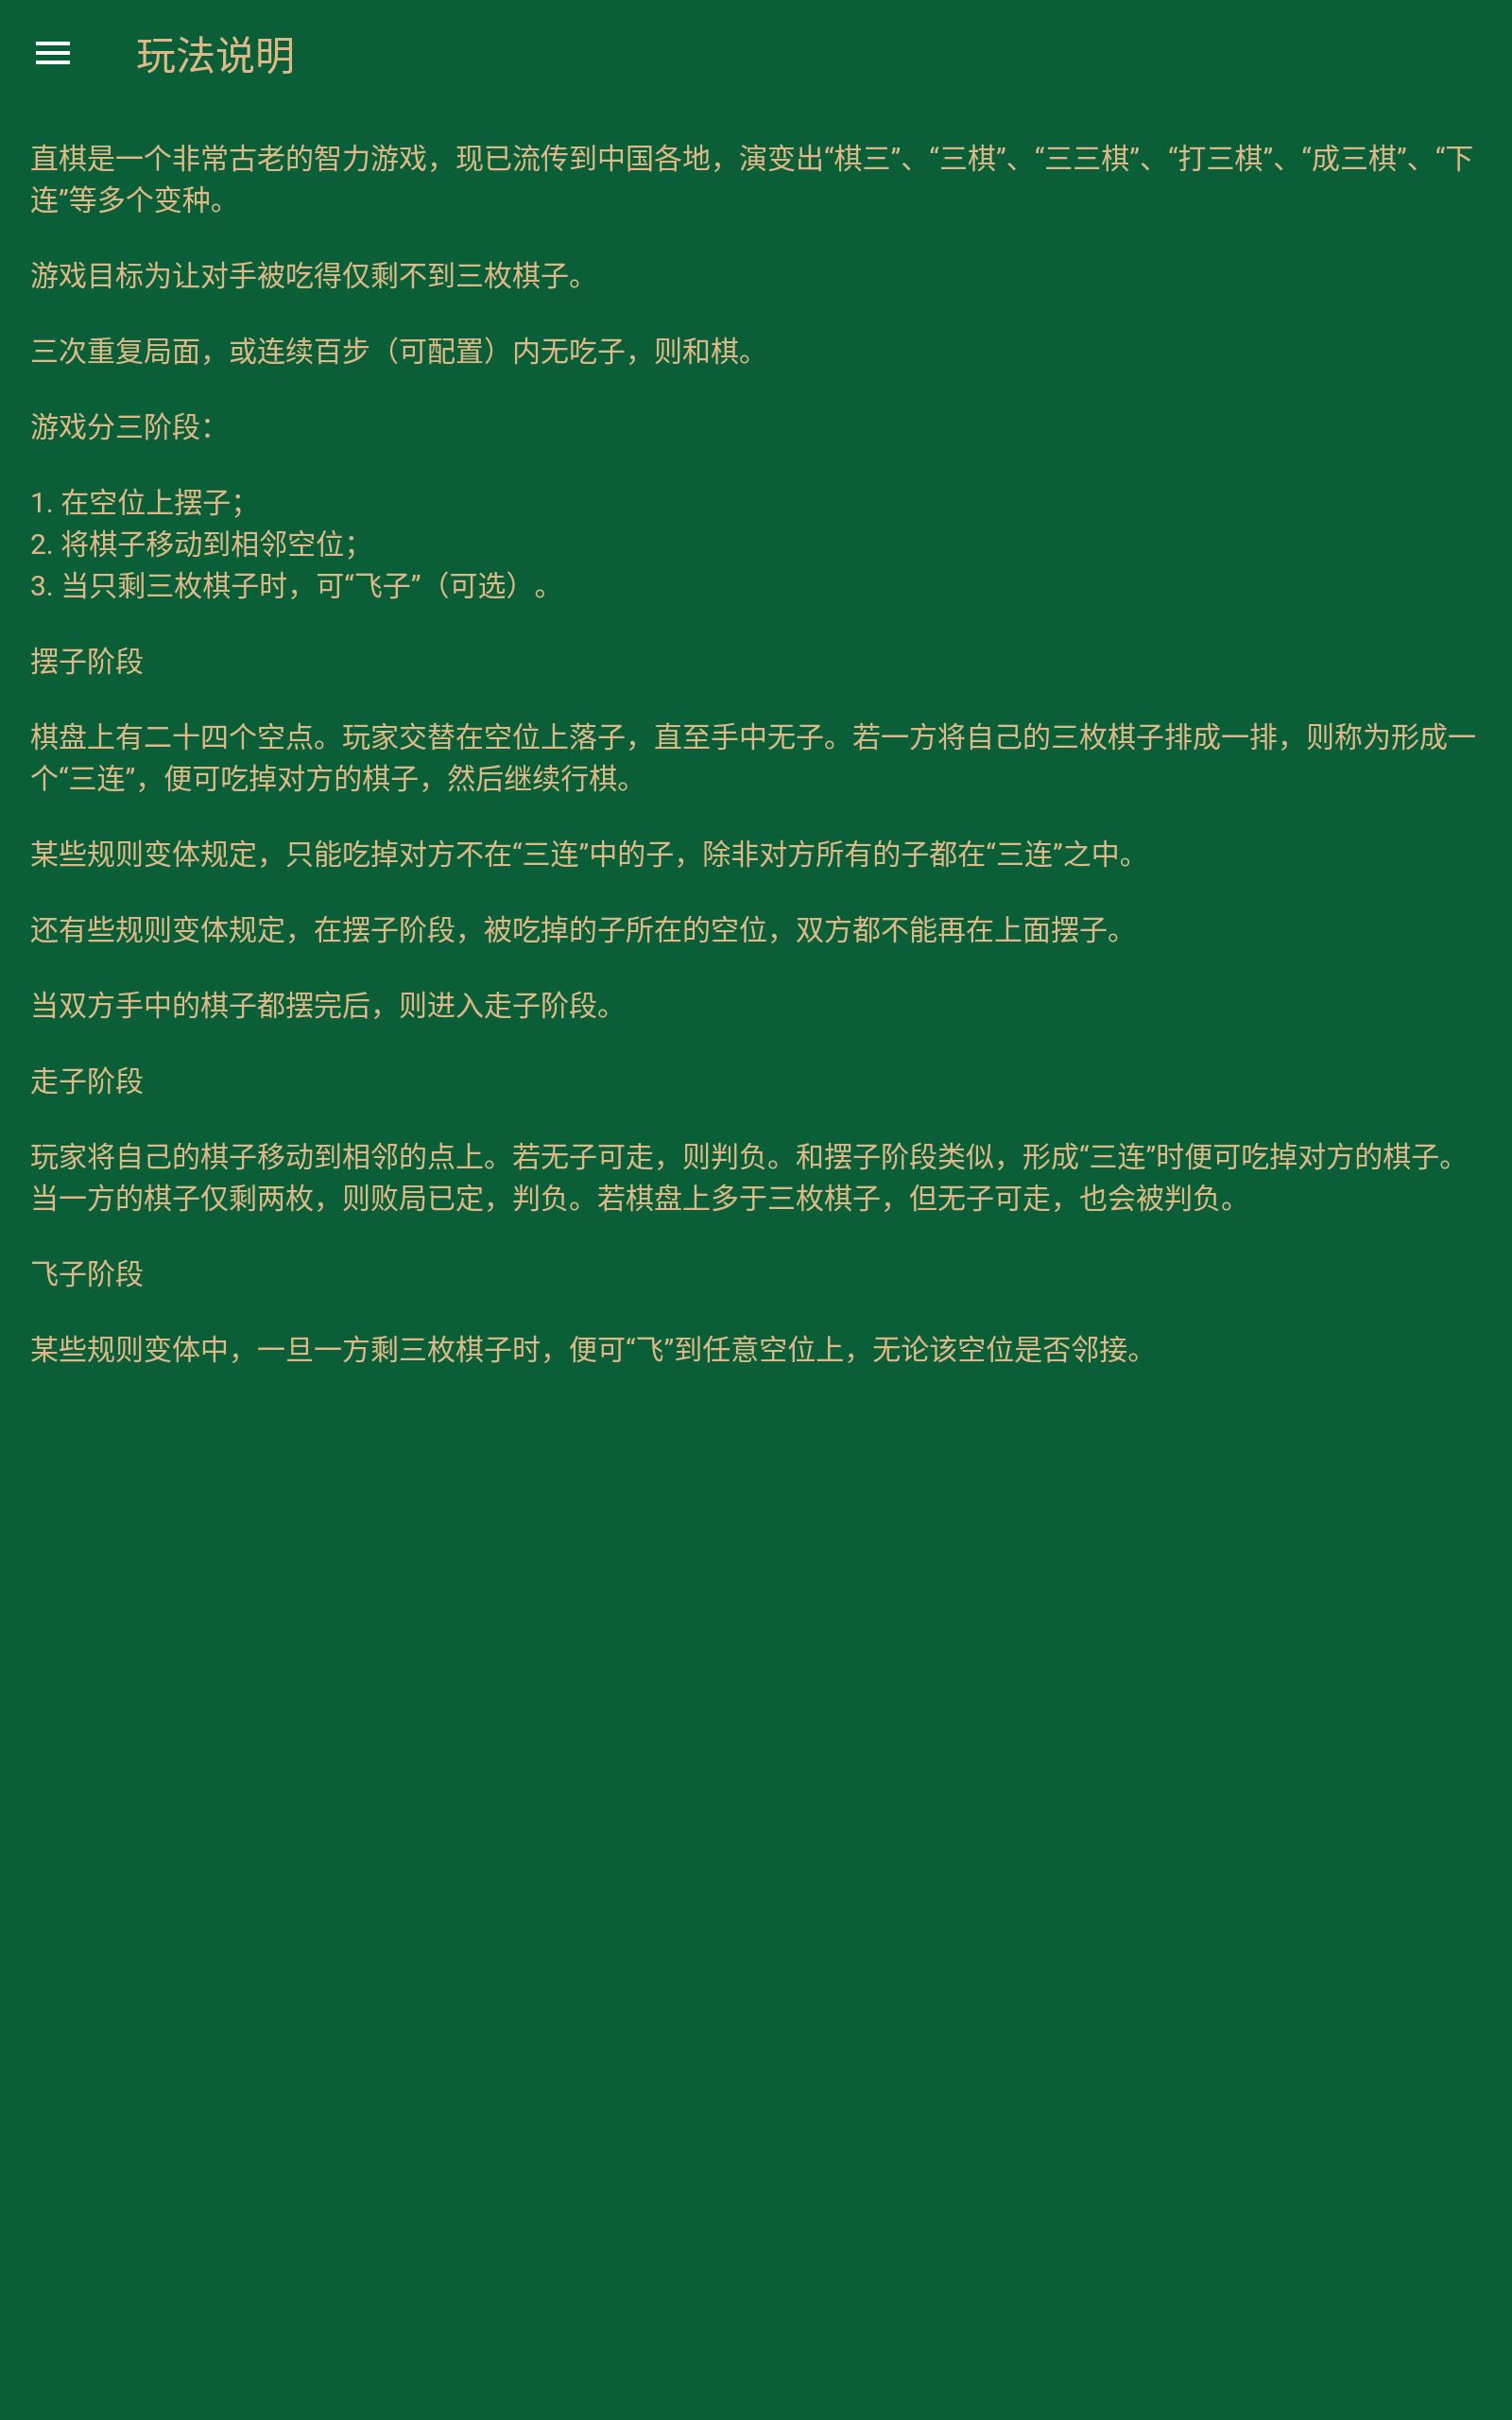 玩法说明
直棋是一个非常古老的智力游戏，现已流传到中国各地，演变出“棋三”、“三棋”、“三三棋”、“打三棋”、“成三棋”、“下
连”等多个变种。
游戏目标为让对手被吃得仅剩不到三枚棋子。
三次重复局面，或连续百步（可配置）内无吃子，则和棋。
游戏分三阶段：
1. 在空位上摆子；
2. 将棋子移动到相邻空位；
3. 当只剩三枚棋子时，可“飞子”（可选）。
摆子阶段
棋盘上有二十四个空点。玩家交替在空位上落子，直至手中无子。若一方将自己的三枚棋子排成一排，则称为形成一
个“三连”，便可吃掉对方的棋子，然后继续行棋。
某些规则变体规定，只能吃掉对方不在“三连”中的子，除非对方所有的子都在“三连”之中。
还有些规则变体规定，在摆子阶段，被吃掉的子所在的空位，双方都不能再在上面摆子。
当双方手中的棋子都摆完后，则进入走子阶段。
走子阶段
玩家将自己的棋子移动到相邻的点上。若无子可走，则判负。和摆子阶段类似，形成“三连”时便可吃掉对方的棋子。
当一方的棋子仅剩两枚，则败局已定，判负。若棋盘上多于三枚棋子，但无子可走，也会被判负。
飞子阶段
某些规则变体中，一旦一方剩三枚棋子时，便可“飞”到任意空位上，无论该空位是否邻接。